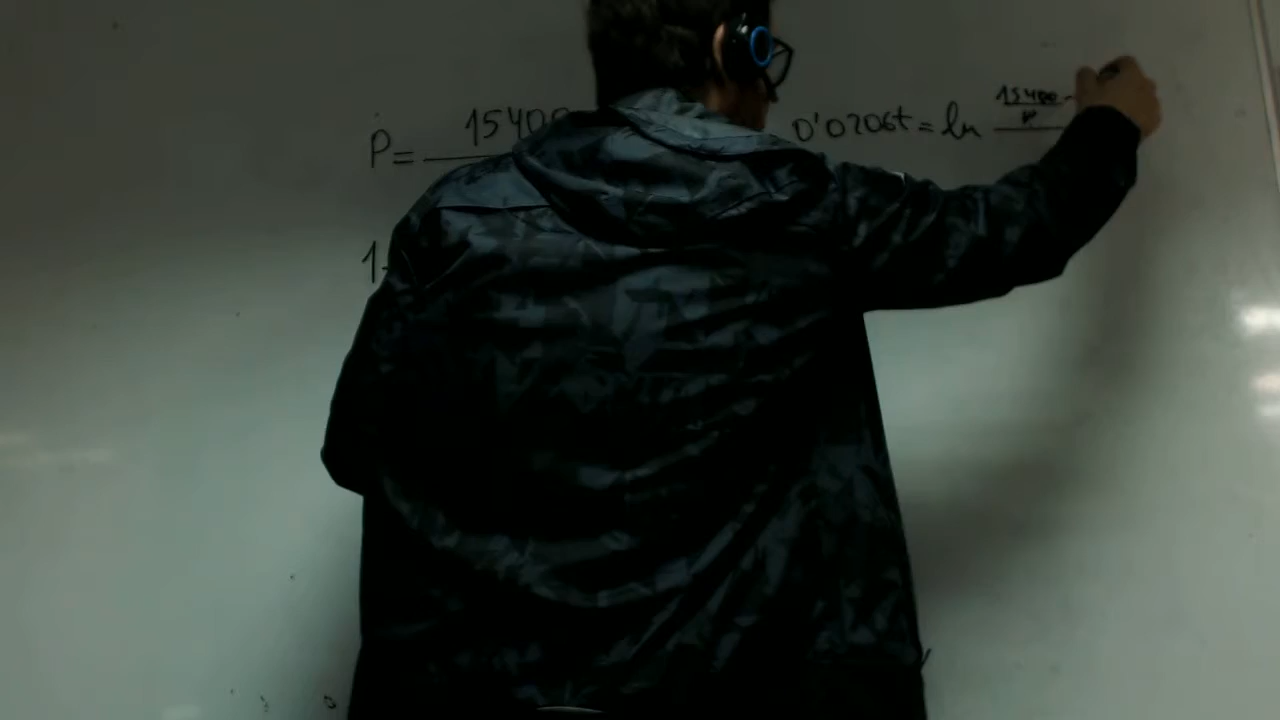 P = 15400
1-
0'0206t = ln 15400/P -